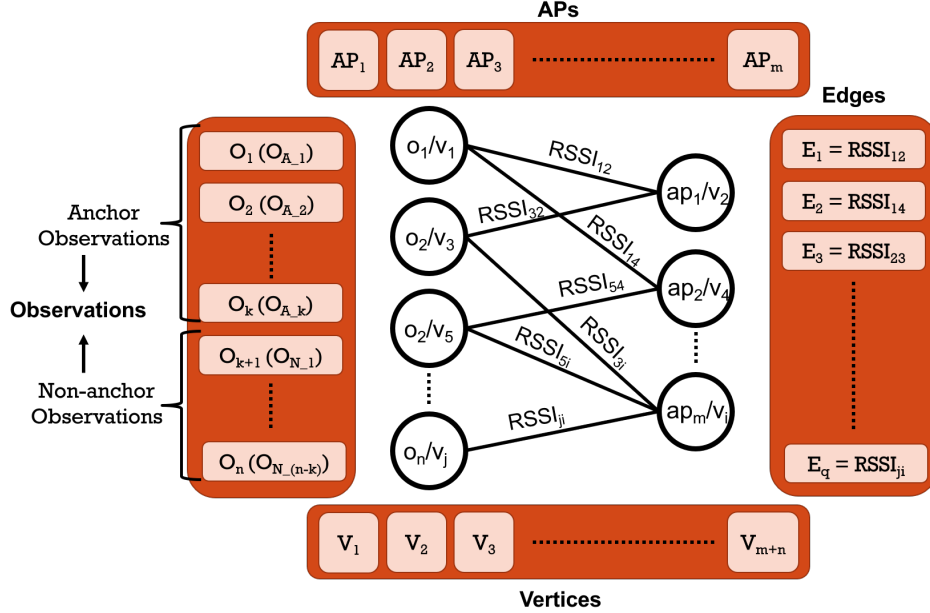 APs
AP1 AP2 AP3 APm
Edges
O1 (OA_1)
O2 (OA_2)
Ok (OA_k)
Ok+1 (ON_1)
On (ON_(n-k))
Anchor
Observations
Observations
Non-anchor
Observations
o1/v1
o2/v3
o2/v5
on/vj
RSSI12
RSSI32
RSSI14
RSSI54
RSSI3i
RSSI5i
RSSIji
ap1/v2
ap2/v4
apm/vi
E1 = RSSI12
E2 = RSSI14
E3 = RSSI23
Eq = RSSIji
V1 V2 V3 Vm+n
Vertices